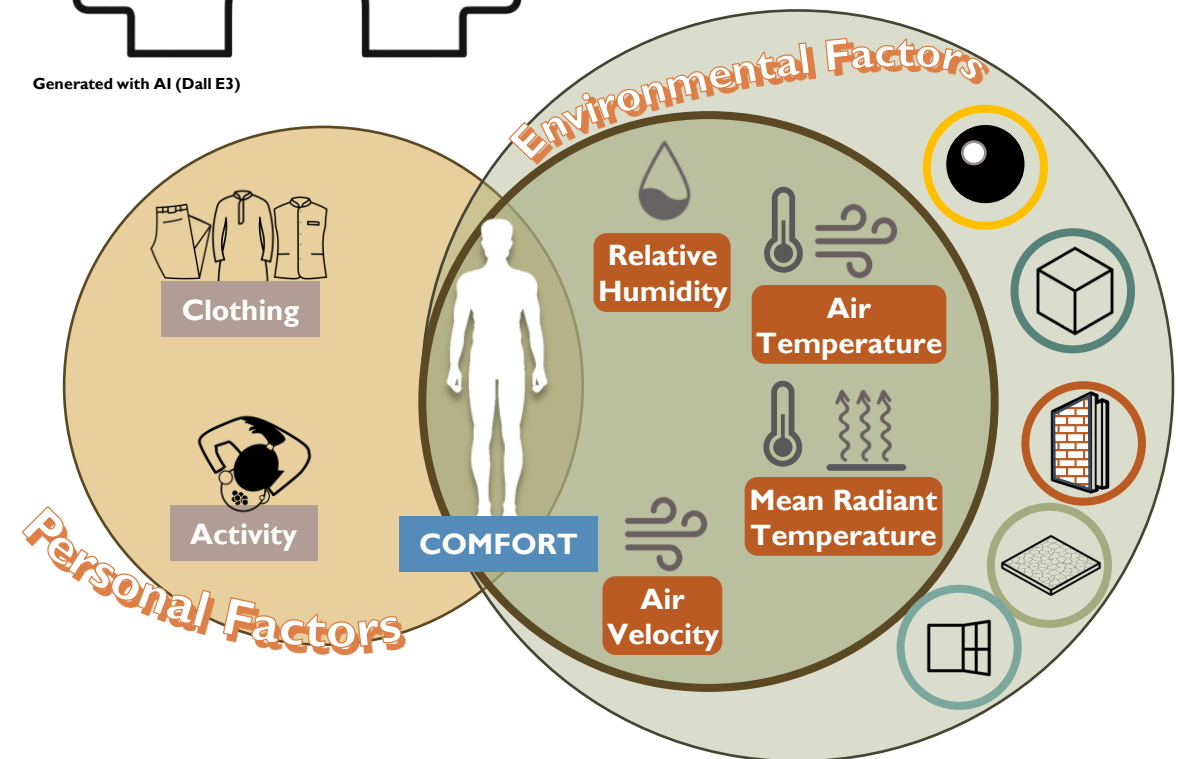 Generated with AI (Dall E3)
Environmental Factors
Relative
Humidity
Air
Temperature
Clothing
Mean Radiant
Temperature
Activity
COMFORT
Air
Velocity
Personal Factors